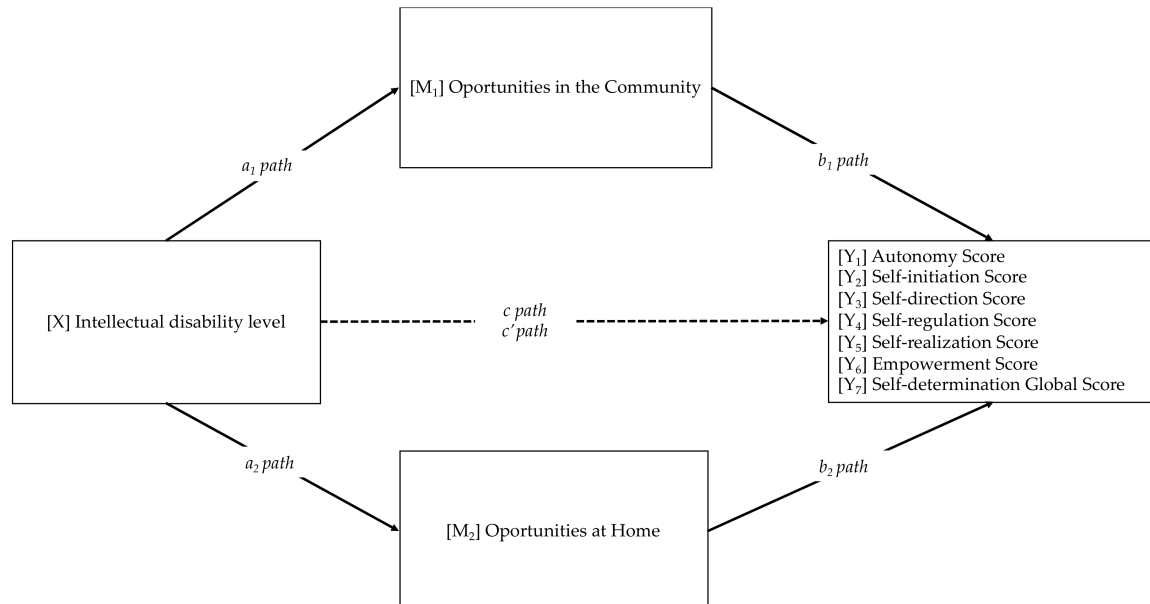 [M₁] Oportunities in the Community
a₁ path
b₁ path
[X] Intellectual disability level
c path
c’path
[Y₁] Autonomy Score
[Y₂] Self-initiation Score
[Y₃] Self-direction Score
[Y₄] Self-regulation Score
[Y₅] Self-realization Score
[Y₆] Empowerment Score
[Y₇] Self-determination Global Score
a₂ path
b₂ path
[M₂] Oportunities at Home